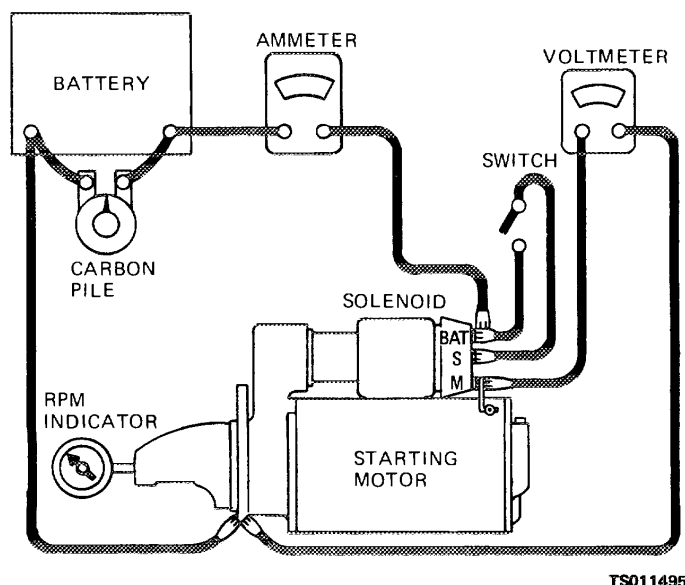 AMMETER
VOLTMETER
BATTERY
SWITCH
CARBON
PILE
SOLENOID
BAT
S
M
RPM
INDICATOR
STARTING
MOTOR
TS011495